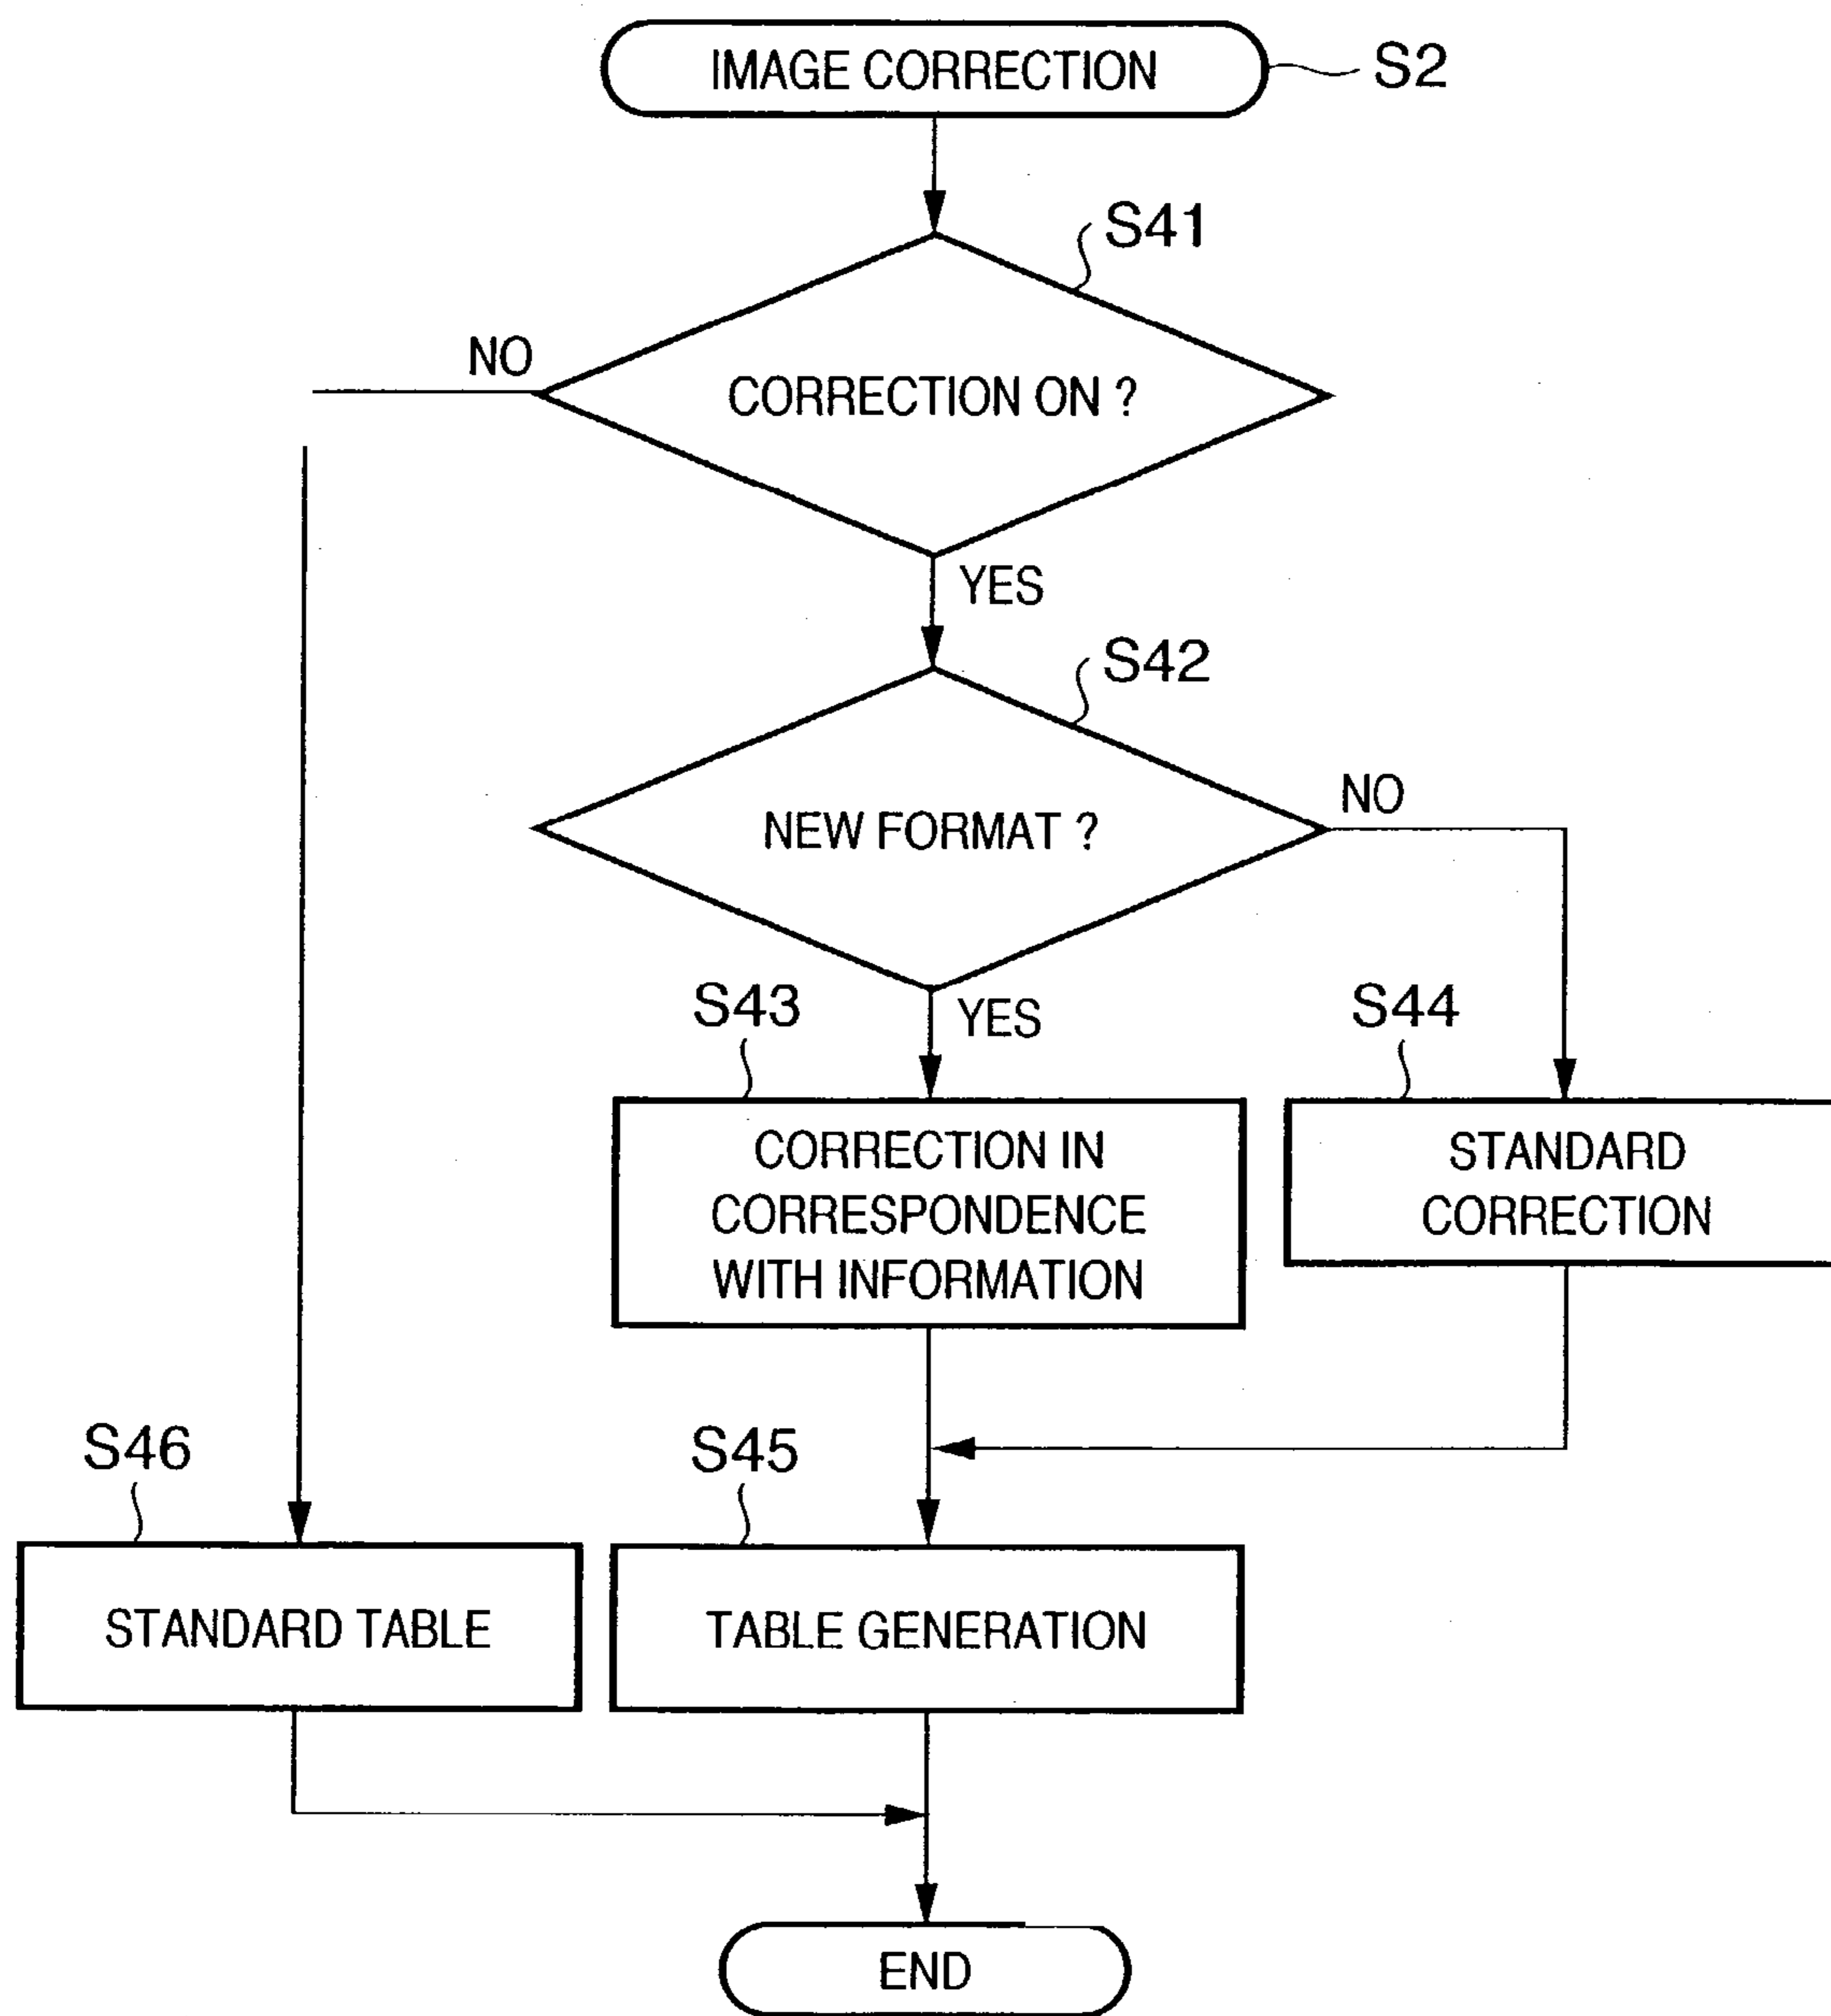 IMAGE CORRECTION
S2
S41
NO
CORRECTION ON ?
YES
S42
NO
NEW FORMAT ?
YES
S43
S44
CORRECTION IN
CORRESPONDENCE
WITH INFORMATION
STANDARD
CORRECTION
S46
S45
STANDARD TABLE
TABLE GENERATION
END